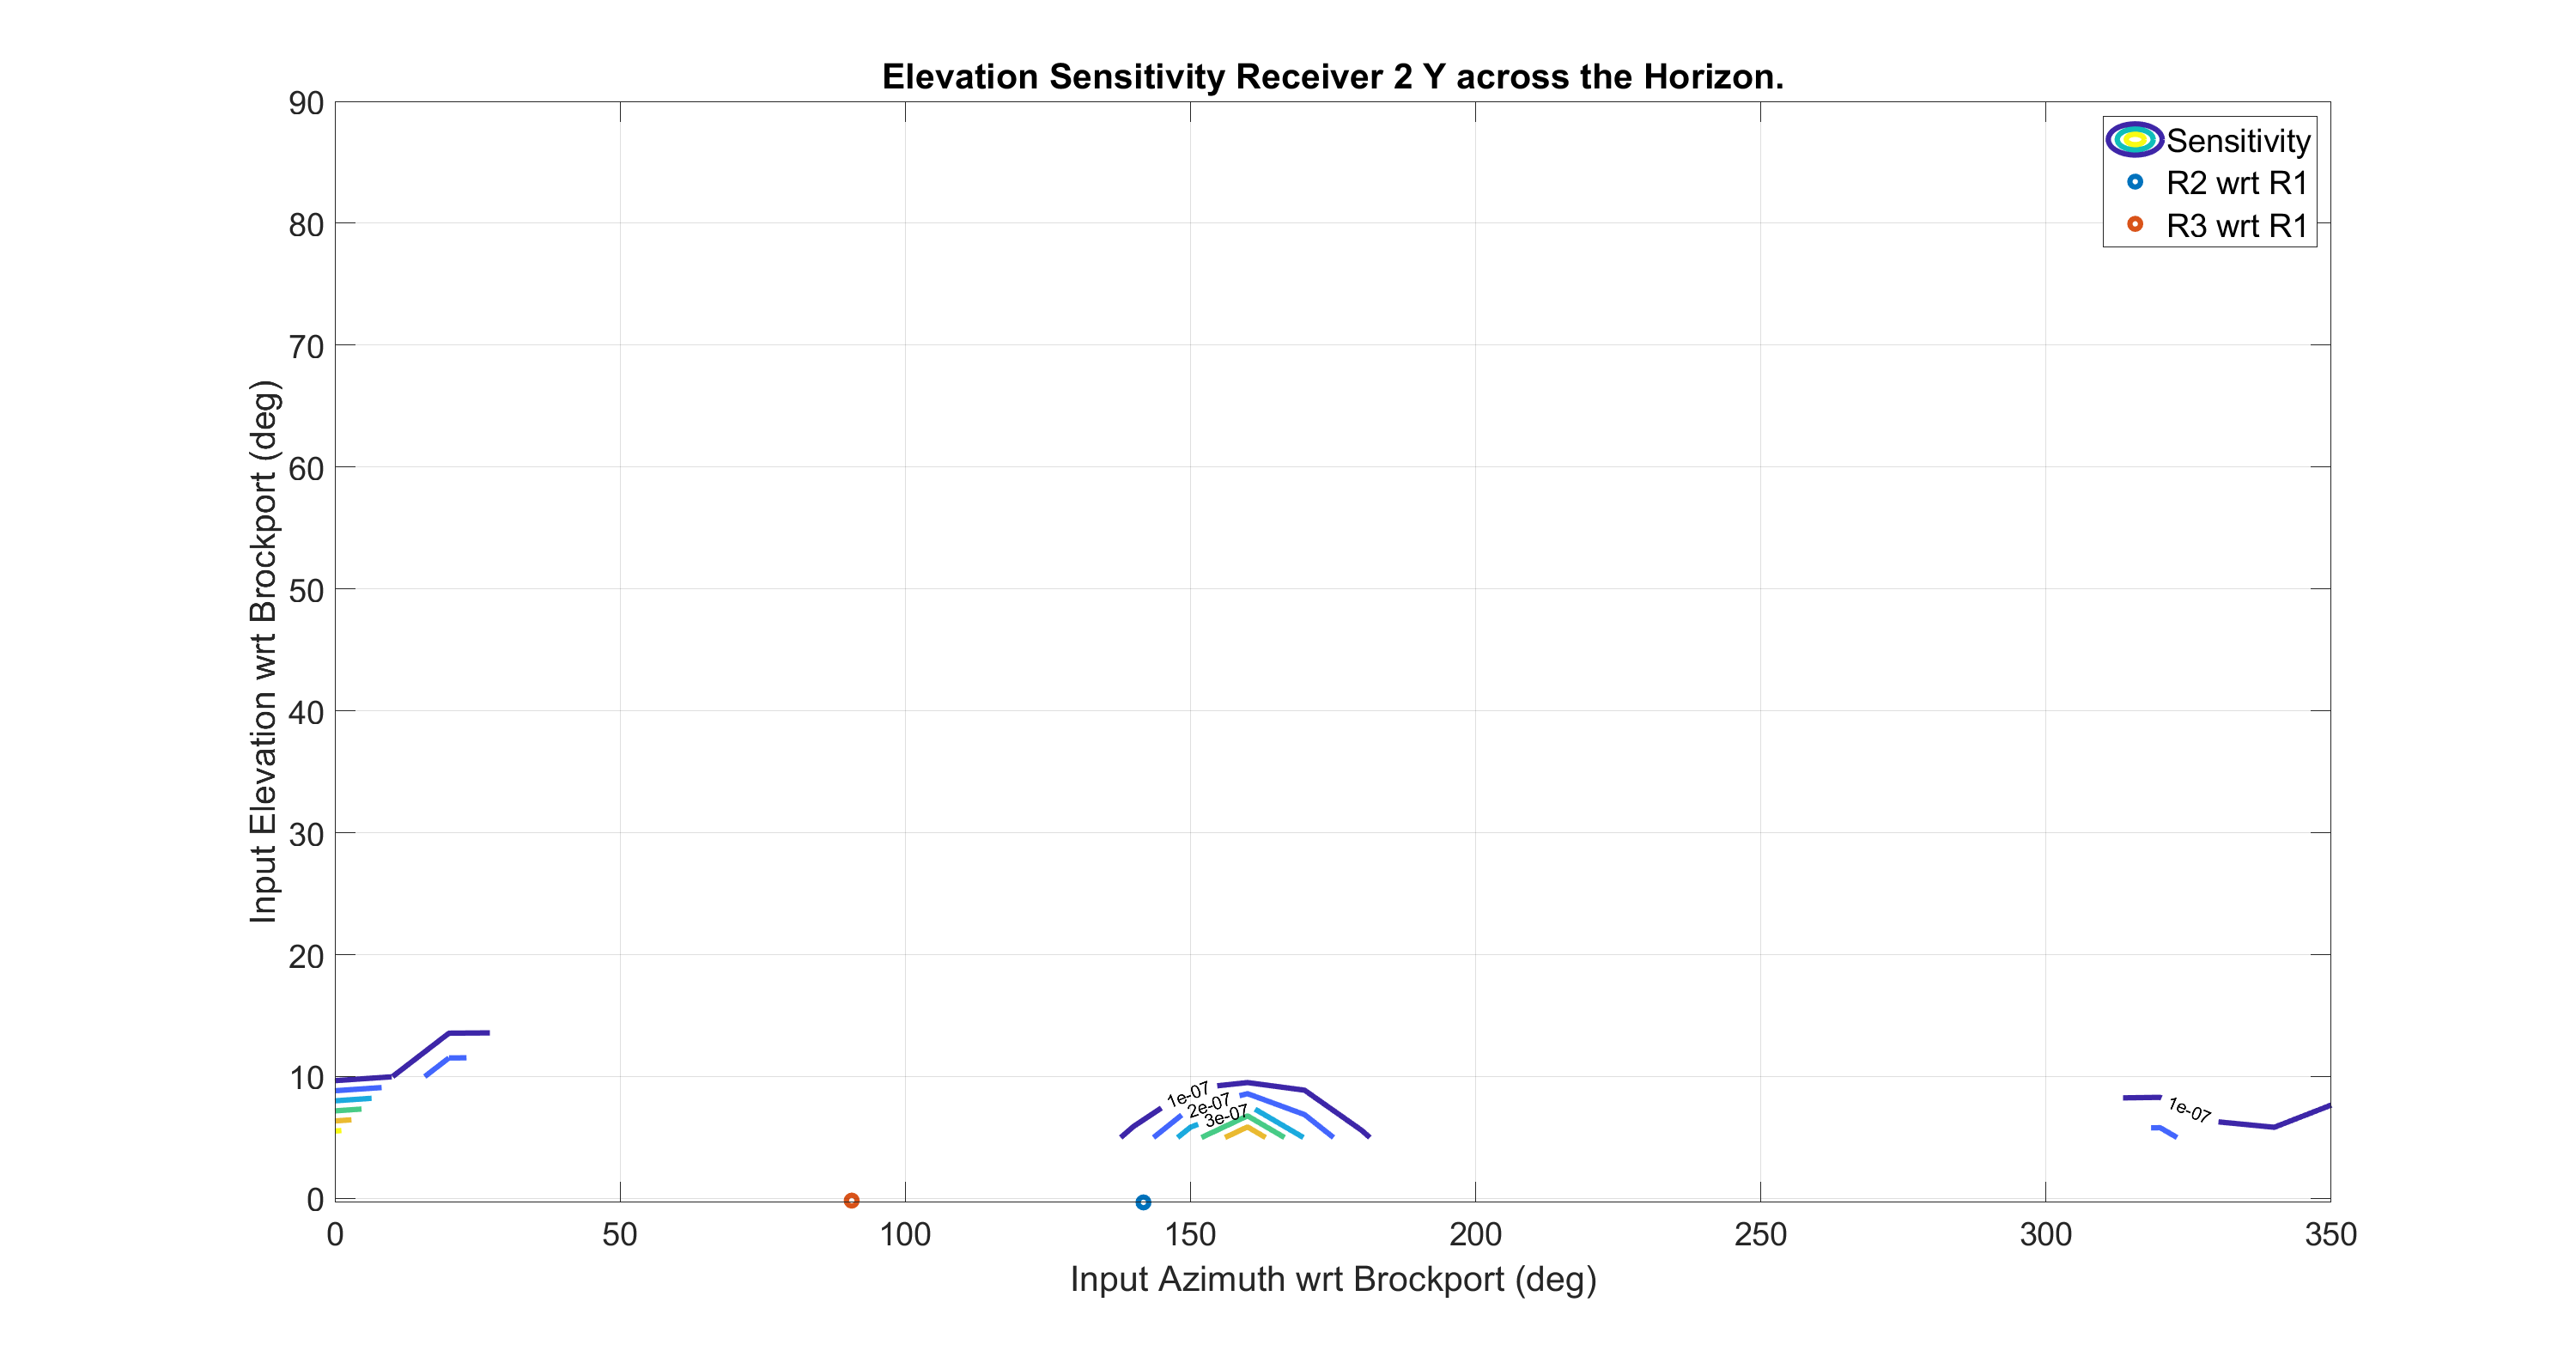 Elevation Sensitivity Receiver 2 Y across the Horizon.
Sensitivity
R2 wrt R1
R3 wrt R1
Input Elevation wrt Brockport (deg)
90
80
70
60
50
40
30
20
10
0
1e-07
2e-07
3e-07
1e-07
0 50 100 150 200 250 300 350
Input Azimuth wrt Brockport (deg)